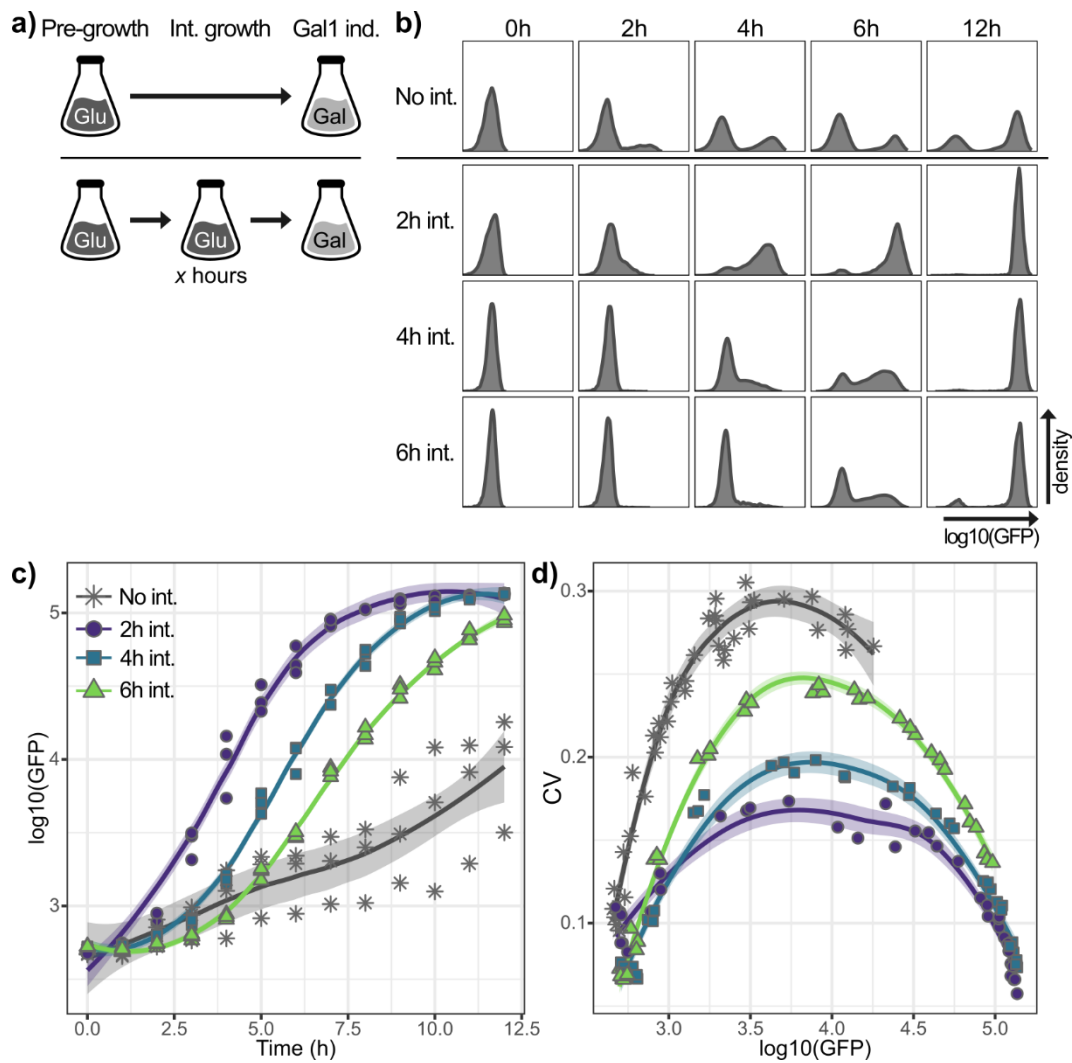 a)
Pre-growth Int. growth Gal1 ind.
Glu Gal
Glu Glu Gal
x hours
b)
0h 2h 4h 6h 12h
No int.
2h int.
4h int.
6h int.
density
log10(GFP)
c)
No int.
2h int.
4h int.
6h int.
5
4
3
log10(GFP)
0.0 2.5 5.0 7.5 10.0 12.5
Time (h)
d)
0.3
0.2
0.1
CV
3.0 3.5 4.0 4.5 5.0
log10(GFP)